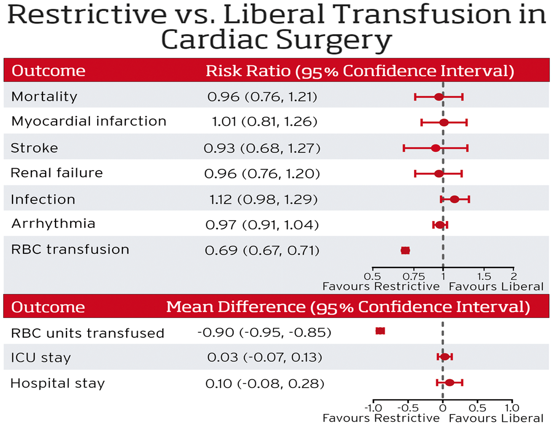 Restrictive vs. Liberal Transfusion in
Cardiac Surgery
Outcome Risk Ratio (95% Confidence Interval)
Mortality 0.96 (0.76, 1.21)
Myocardial infarction 1.01 (0.81, 1.26)
Stroke 0.93 (0.68, 1.27)
Renal failure 0.96 (0.76, 1.20)
Infection 1.12 (0.98, 1.29)
Arrhythmia 0.97 (0.91, 1.04)
RBC transfusion 0.69 (0.67, 0.71)
0.5 0.75 1 1.5 2
Favours Restrictive Favours Liberal
Outcome Mean Difference (95% Confidence Interval)
RBC units transfused -0.90 (-0.95, -0.85)
ICU stay 0.03 (-0.07, 0.13)
Hospital stay 0.10 (-0.08, 0.28)
-1.0 -0.5 0 0.5 1.0
Favours Restrictive Favours Liberal